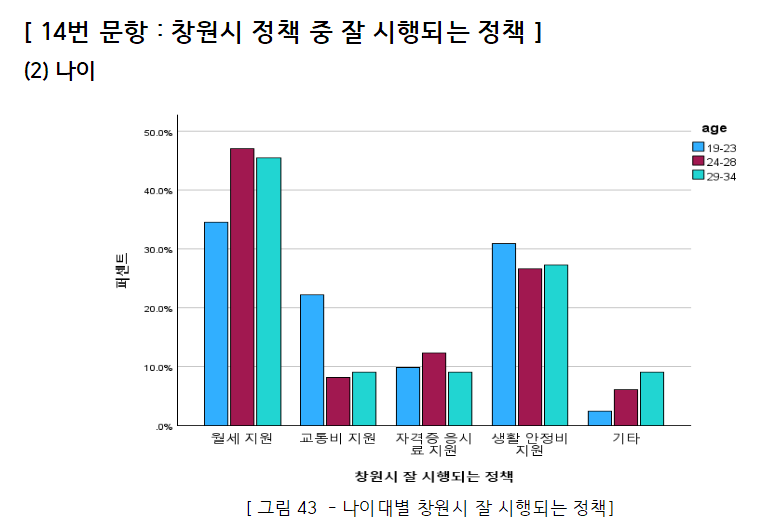 [ 14번 문항 : 창원시 정책 중 잘 시행되는 정책 ]
(2) 나이
age
19-23
24-28
29-34
50.0%
40.0%
30.0%
20.0%
10.0%
.0%
퍼센트
월세 지원
교통비 지원
자격증 응시
료 지원
생활 안정비
지원
기타
창원시 잘 시행되는 정책
[ 그림 43 - 나이대별 창원시 잘 시행되는 정책]